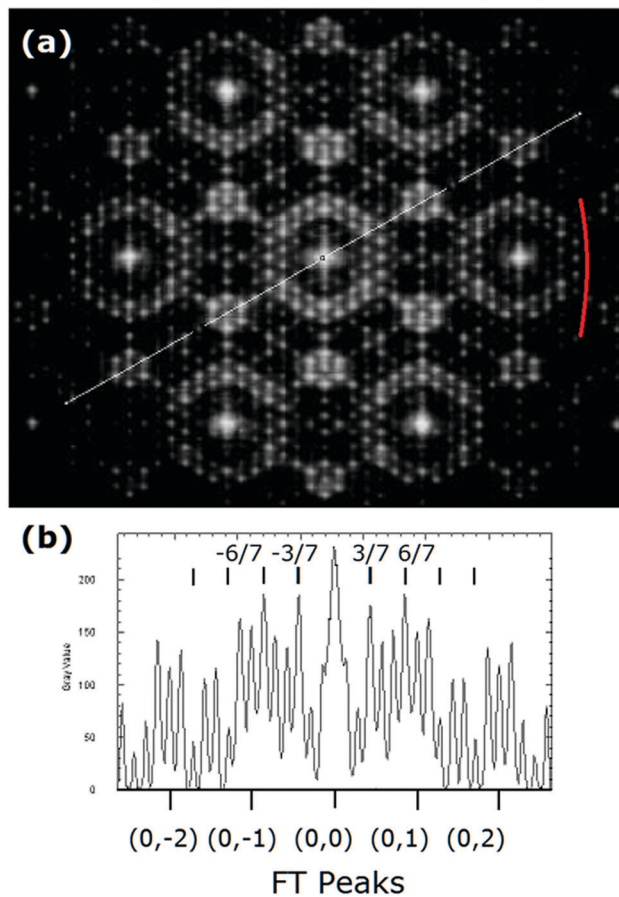 (a)
(b)
-6/7 -3/7 3/7 6/7
200
150
100
50
0
Gray Value
(0,-2) (0,-1) (0,0) (0,1) (0,2)
FT Peaks